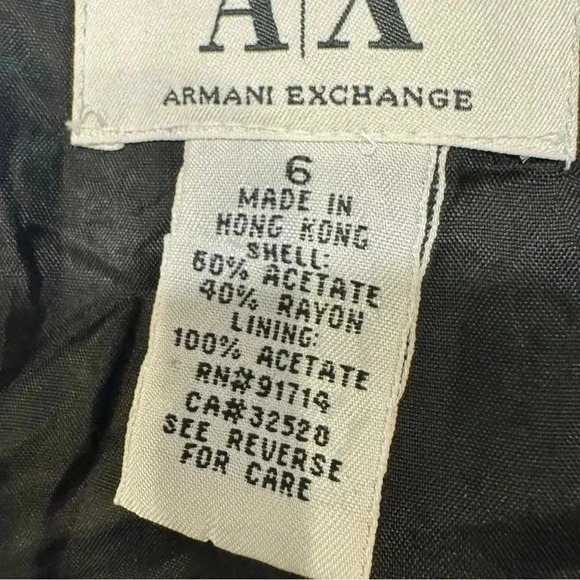 A|X
ARMANI EXCHANGE
6
MADE IN
HONG KONG
SHELL:
60% ACETATE
40% RAYON
LINING:
100% ACETATE
RN#91714
CA#32520
SEE REVERSE
FOR CARE